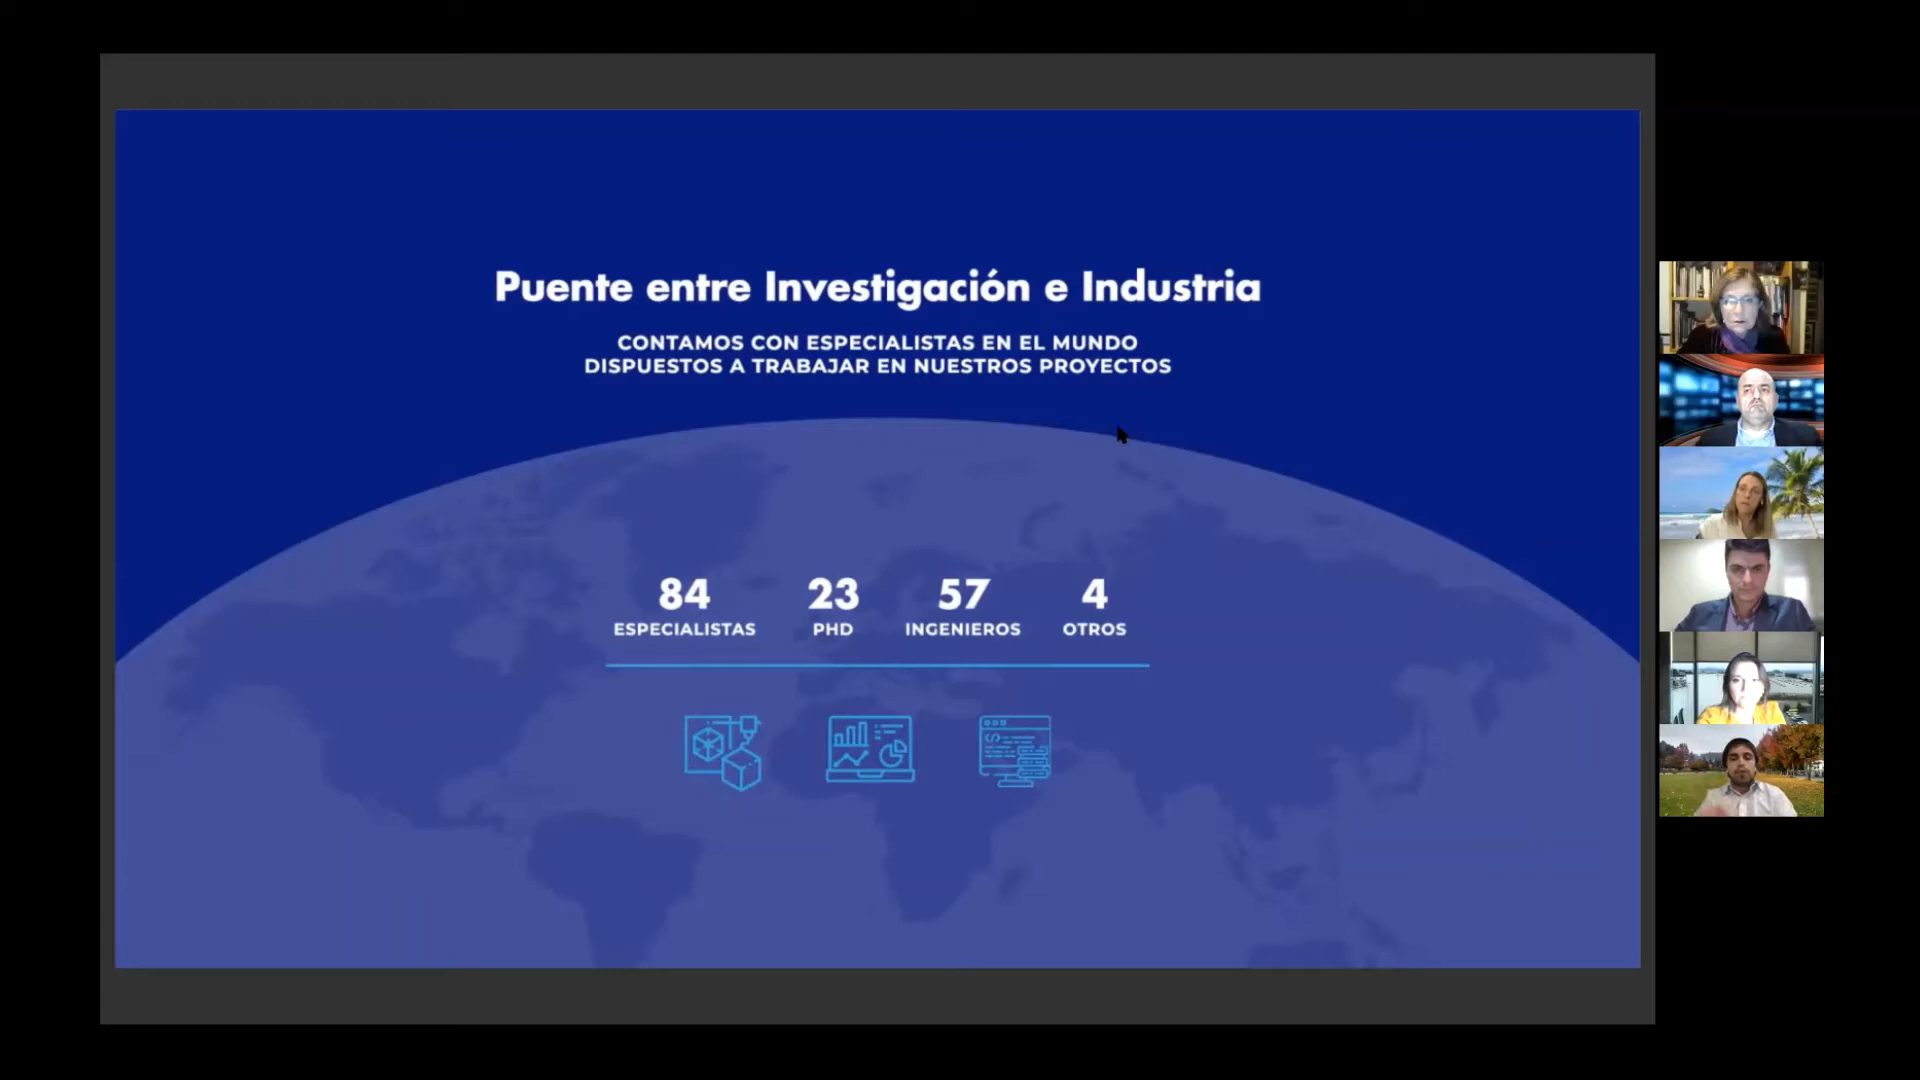 Puente entre Investigación e Industria
CONTAMOS CON ESPECIALISTAS EN EL MUNDO
DISPUESTOS A TRABAJAR EN NUESTROS PROYECTOS
84 23 57 4
ESPECIALISTAS PHD INGENIEROS OTROS